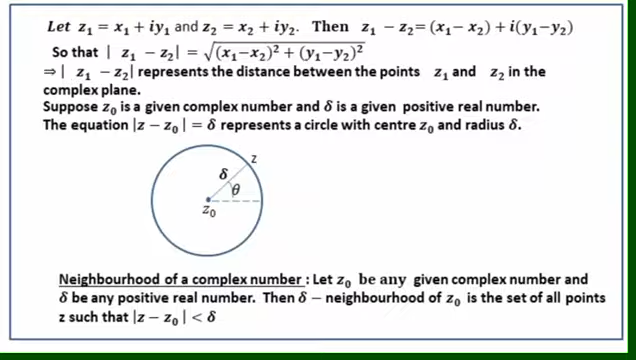 Let z₁ = x₁ + iy₁ and z₂ = x₂ + iy₂. Then z₁ − z₂= (x₁− x₂) + i(y₁−y₂)
So that | z₁ − z₂| = √(x₁−x₂)² + (y₁−y₂)²
⇒| z₁ − z₂| represents the distance between the points z₁ and z₂ in the
complex plane.
Suppose z₀ is a given complex number and δ is a given positive real number.
The equation |z − z₀| = δ represents a circle with centre z₀ and radius δ.
z
δ
θ
z₀
Neighbourhood of a complex number : Let z₀ be any given complex number and
δ be any positive real number. Then δ − neighbourhood of z₀ is the set of all points
z such that |z − z₀| < δ